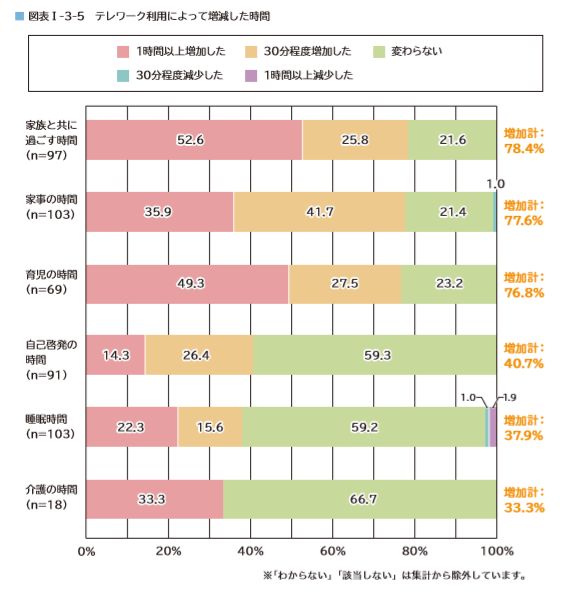 図表Ⅰ-3-5 テレワーク利用によって増減した時間
1時間以上増加した 30分程度増加した 変わらない
30分程度減少した 1時間以上減少した
家族と共に
過ごす時間
(n=97)
52.6 25.8 21.6
増加計:
78.4%
家事の時間
(n=103)
35.9 41.7 21.4 1.0
増加計:
77.6%
育児の時間
(n=69)
49.3 27.5 23.2
増加計:
76.8%
自己啓発の
時間
(n=91)
14.3 26.4 59.3
増加計:
40.7%
睡眠時間
(n=103)
22.3 15.6 59.2 1.0 1.9
増加計:
37.9%
介護の時間
(n=18)
33.3 66.7
増加計:
33.3%
0% 20% 40% 60% 80% 100%
※「わからない」「該当しない」は集計から除外しています。